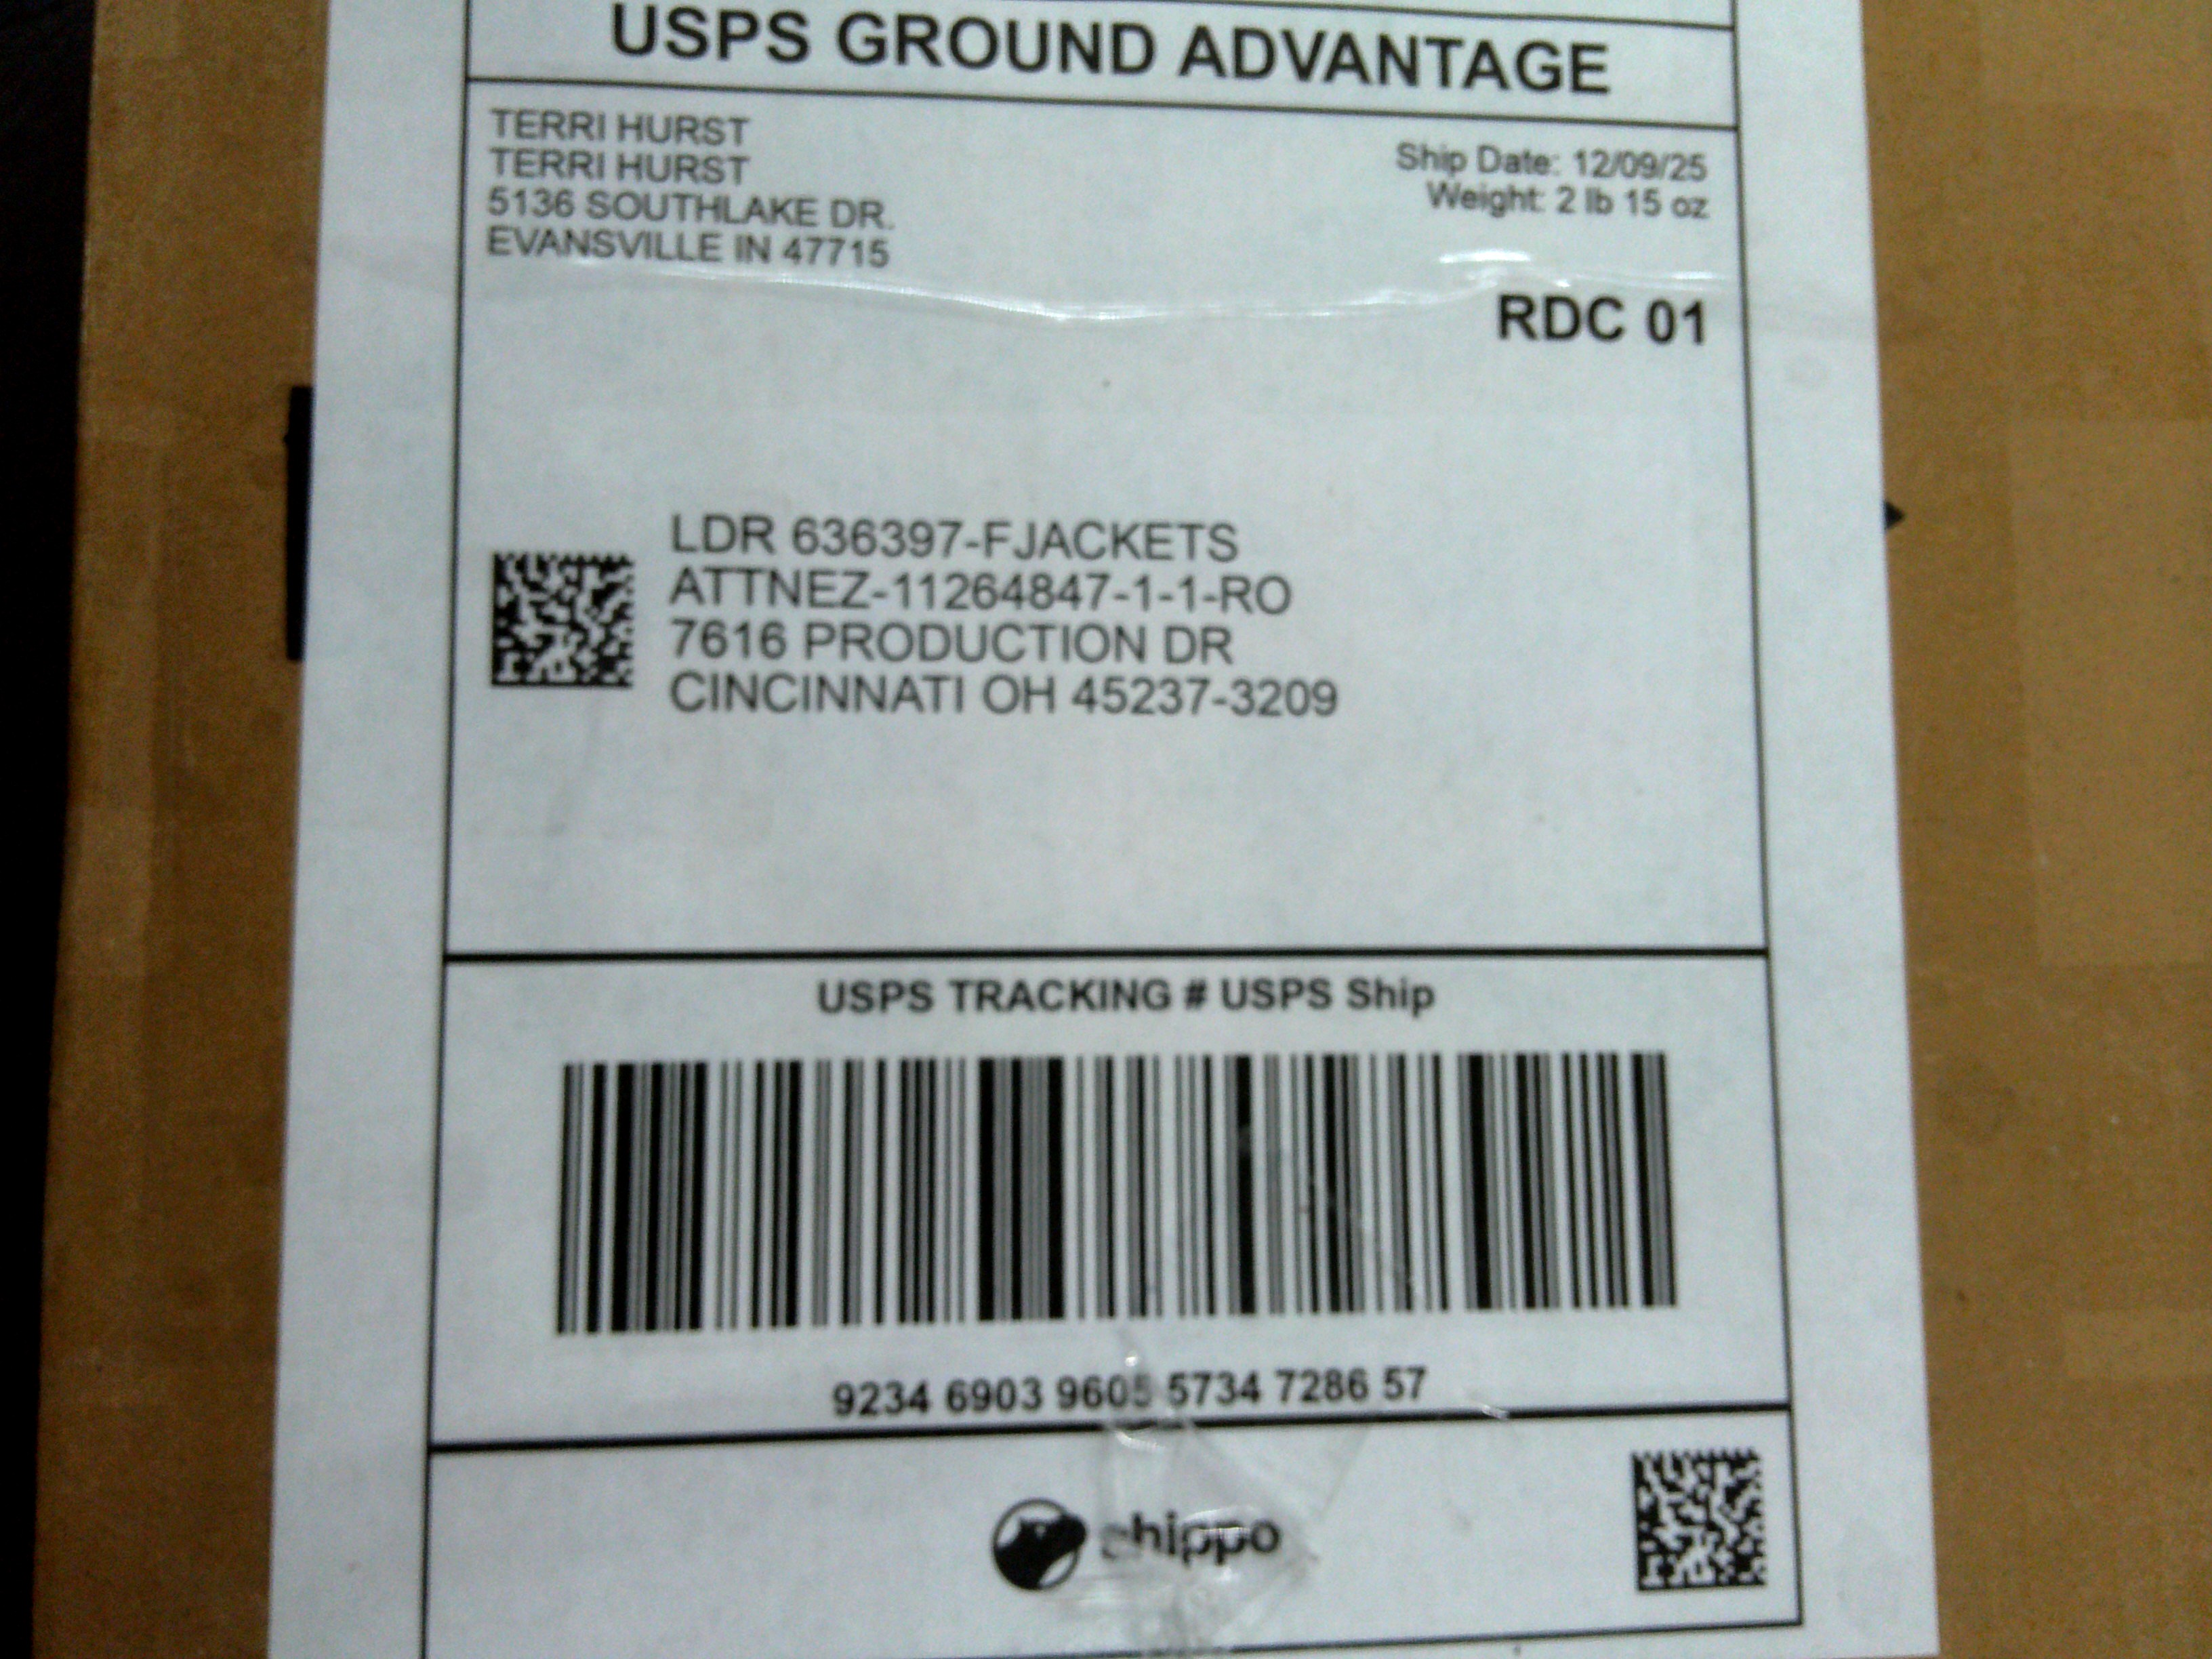 USPS GROUND ADVANTAGE
TERRI HURST
TERRI HURST
5136 SOUTHLAKE DR.
EVANSVILLE IN 47715
Ship Date: 12/09/25
Weight: 2 lb 15 oz
RDC 01
LDR 636397-FJACKETS
ATTNEZ-11264847-1-1-RO
7616 PRODUCTION DR
CINCINNATI OH 45237-3209
USPS TRACKING # USPS Ship
9234 6903 9605 5734 7286 57
shippo